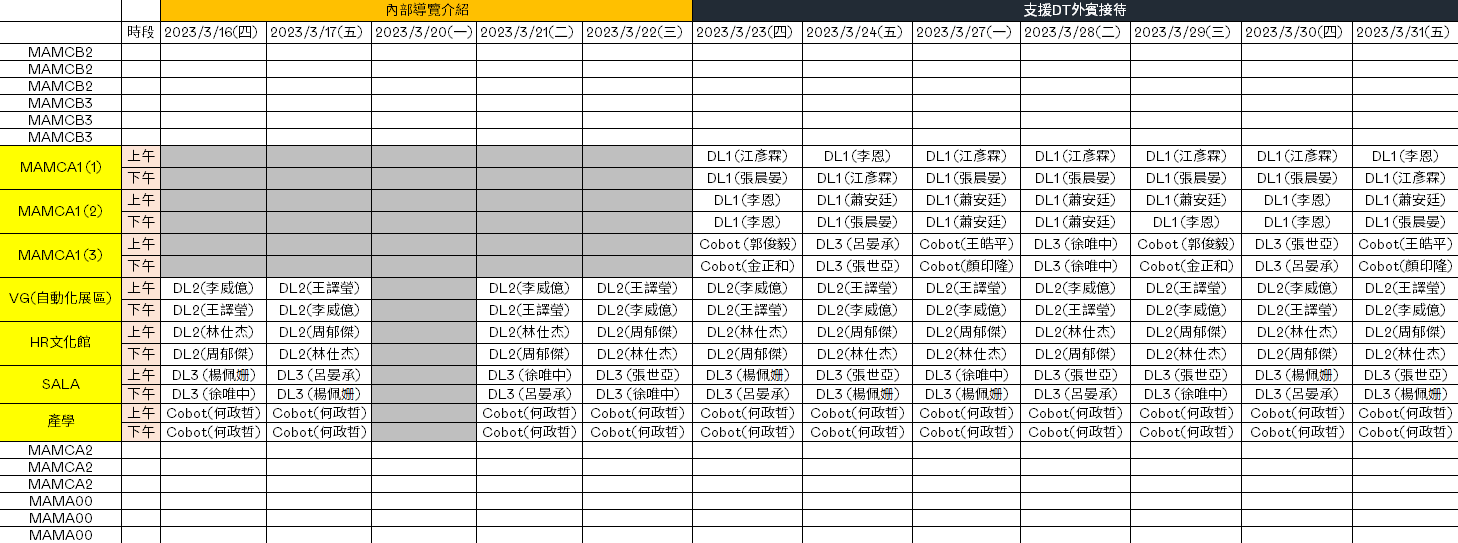 內部導覽介紹 支援DT外賓接待
時段 2023/3/16(四) 2023/3/17(五) 2023/3/20(一) 2023/3/21(二) 2023/3/22(三) 2023/3/23(四) 2023/3/24(五) 2023/3/27(一) 2023/3/28(二) 2023/3/29(三) 2023/3/30(四) 2023/3/31(五)
MAMCB2
MAMCB2
MAMCB2
MAMCB3
MAMCB3
MAMCB3
MAMCA1(1) 上午 DL1(江彥霖) DL1(李恩) DL1(江彥霖) DL1(江彥霖) DL1(江彥霖) DL1(江彥霖) DL1(李恩)
下午 DL1(張晨晏) DL1(江彥霖) DL1(張晨晏) DL1(張晨晏) DL1(張晨晏) DL1(張晨晏) DL1(江彥霖)
MAMCA1(2) 上午 DL1(李恩) DL1(蕭安廷) DL1(蕭安廷) DL1(蕭安廷) DL1(蕭安廷) DL1(李恩) DL1(蕭安廷)
下午 DL1(李恩) DL1(張晨晏) DL1(蕭安廷) DL1(蕭安廷) DL1(李恩) DL1(李恩) DL1(張晨晏)
MAMCA1(3) 上午 Cobot (郭俊毅) DL3 (呂晏承) Cobot(王皓平) DL3 (徐唯中) Cobot (郭俊毅) DL3 (張世亞) Cobot(王皓平)
下午 Cobot(金正和) DL3 (張世亞) Cobot(顏印隆) DL3 (徐唯中) Cobot(金正和) DL3 (呂晏承) Cobot(顏印隆)
VG(自動化展區) 上午 DL2(李威億) DL2(王譯瑩) DL2(李威億) DL2(王譯瑩) DL2(王譯瑩) DL2(李威億) DL2(王譯瑩) DL2(李威億) DL2(王譯瑩) DL2(李威億) DL2(王譯瑩)
下午 DL2(王譯瑩) DL2(李威億) DL2(王譯瑩) DL2(李威億) DL2(李威億) DL2(王譯瑩) DL2(李威億) DL2(王譯瑩) DL2(李威億) DL2(王譯瑩) DL2(李威億)
HR文化館 上午 DL2(林仕杰) DL2(周郁傑) DL2(林仕杰) DL2(周郁傑) DL2(林仕杰) DL2(周郁傑) DL2(林仕杰) DL2(周郁傑) DL2(林仕杰) DL2(周郁傑) DL2(周郁傑)
下午 DL2(周郁傑) DL2(林仕杰) DL2(周郁傑) DL2(林仕杰) DL2(周郁傑) DL2(林仕杰) DL2(林仕杰) DL2(林仕杰) DL2(周郁傑) DL2(林仕杰) DL2(林仕杰)
SALA 上午 DL3 (楊佩姍) DL3 (呂晏承) DL3 (徐唯中) DL3 (張世亞) DL3 (楊佩姍) DL3 (張世亞) DL3 (徐唯中) DL3 (張世亞) DL3 (張世亞) DL3 (楊佩姍) DL3 (張世亞)
下午 DL3 (徐唯中) DL3 (楊佩姍) DL3 (呂晏承) DL3 (徐唯中) DL3 (呂晏承) DL3 (楊佩姍) DL3 (楊佩姍) DL3 (呂晏承) DL3 (徐唯中) DL3 (呂晏承) DL3 (楊佩姍)
產學 上午 Cobot(何政哲) Cobot(何政哲) Cobot(何政哲) Cobot(何政哲) Cobot(何政哲) Cobot(何政哲) Cobot(何政哲) Cobot(何政哲) Cobot(何政哲) Cobot(何政哲) Cobot(何政哲)
下午 Cobot(何政哲) Cobot(何政哲) Cobot(何政哲) Cobot(何政哲) Cobot(何政哲) Cobot(何政哲) Cobot(何政哲) Cobot(何政哲) Cobot(何政哲) Cobot(何政哲) Cobot(何政哲)
MAMCA2
MAMCA2
MAMCA2
MAMA00
MAMA00
MAMA00